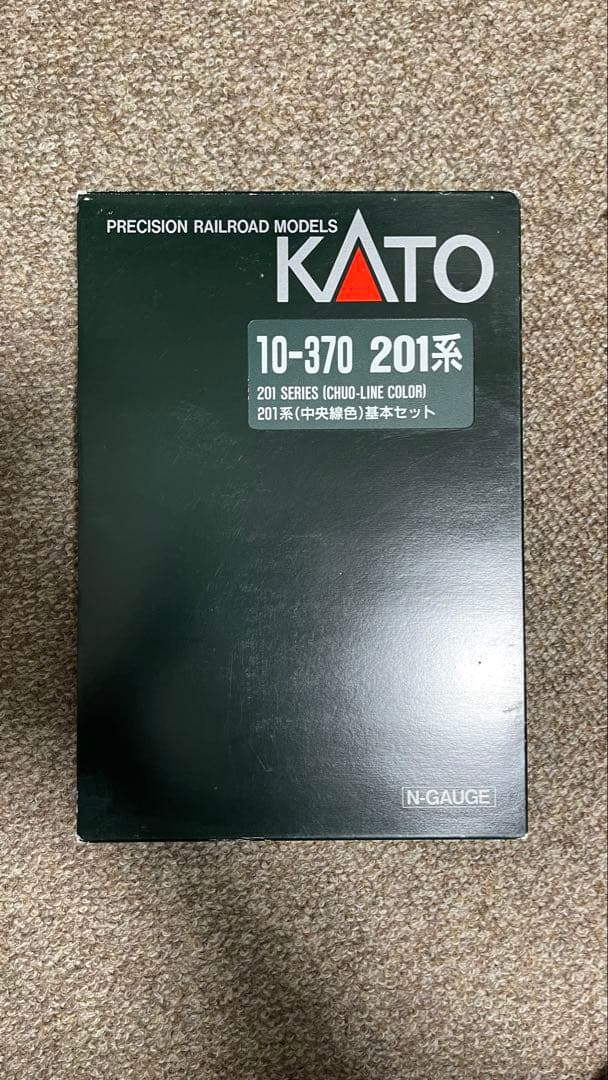 PRECISION RAILROAD MODELS
KATO
10-370 201系
201 SERIES (CHUO-LINE COLOR)
201系(中央線色)基本セット
N-GAUGE